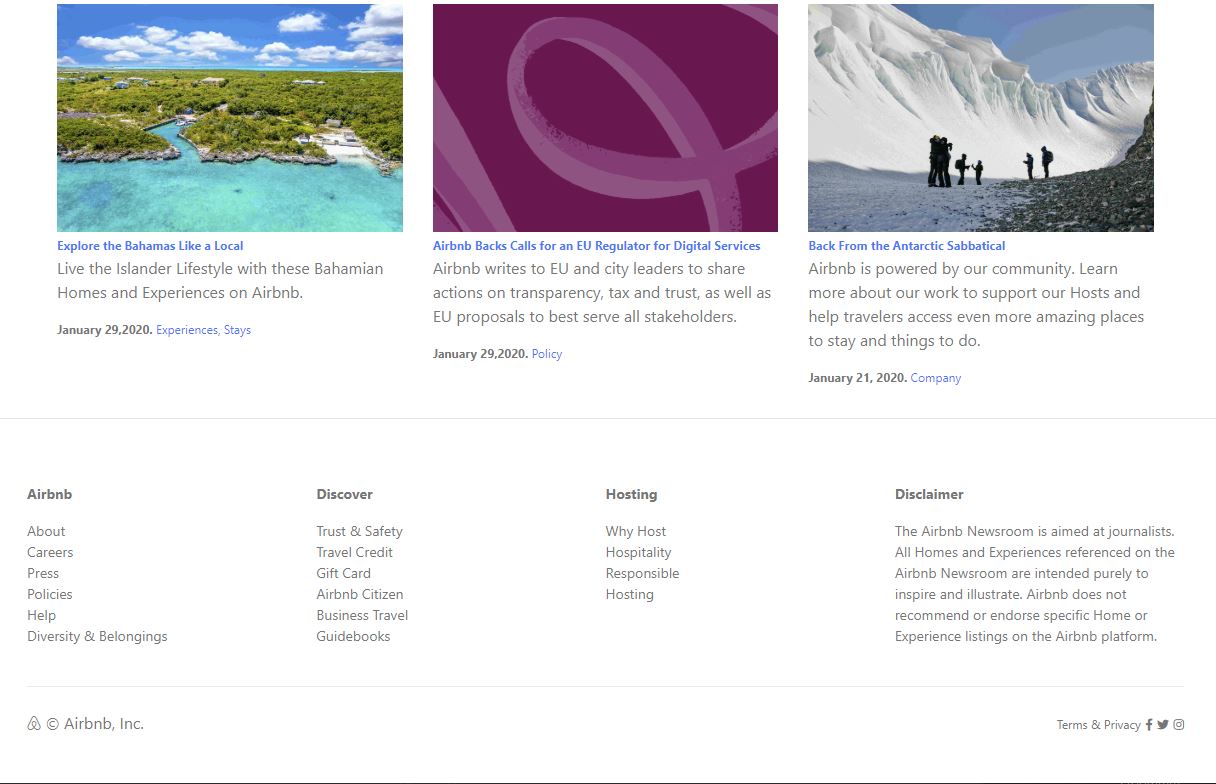 Explore the Bahamas Like a Local
Live the Islander Lifestyle with these Bahamian
Homes and Experiences on Airbnb.
January 29,2020. Experiences, Stays
Airbnb Backs Calls for an EU Regulator for Digital Services
Airbnb writes to EU and city leaders to share
actions on transparency, tax and trust, as well as
EU proposals to best serve all stakeholders.
January 29,2020. Policy
Back From the Antarctic Sabbatical
Airbnb is powered by our community. Learn
more about our work to support our Hosts and
help travelers access even more amazing places
to stay and things to do.
January 21, 2020. Company
Airbnb
About
Careers
Press
Policies
Help
Diversity & Belongings
Discover
Trust & Safety
Travel Credit
Gift Card
Airbnb Citizen
Business Travel
Guidebooks
Hosting
Why Host
Hospitality
Responsible
Hosting
Disclaimer
The Airbnb Newsroom is aimed at journalists.
All Homes and Experiences referenced on the
Airbnb Newsroom are intended purely to
inspire and illustrate. Airbnb does not
recommend or endorse specific Home or
Experience listings on the Airbnb platform.
© Airbnb, Inc.
Terms & Privacy